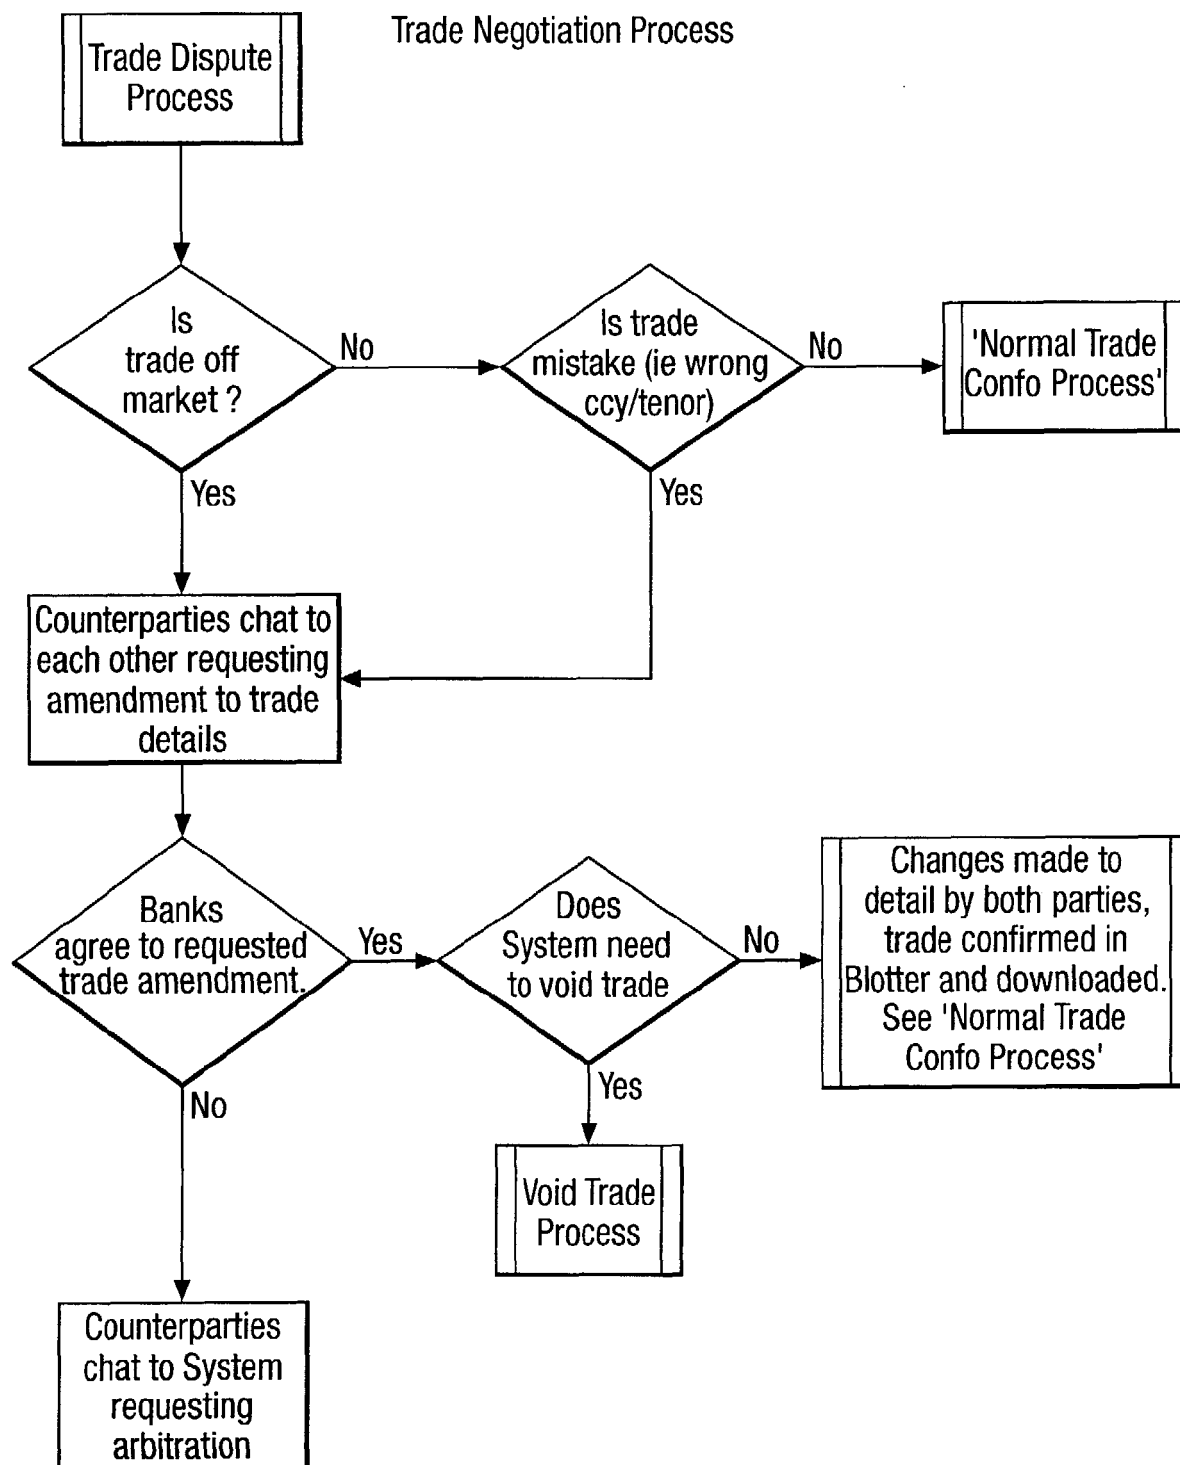 Trade Negotiation Process
Trade Dispute
Process
Is
trade off
market ?
No
Is trade
mistake (ie wrong
ccy/tenor)
No
'Normal Trade
Confo Process'
Yes
Yes
Counterparties chat to
each other requesting
amendment to trade
details
Banks
agree to requested
trade amendment.
Yes
Does
System need
to void trade
No
Changes made to
detail by both parties,
trade confirmed in
Blotter and downloaded.
See 'Normal Trade
Confo Process'
No
Yes
Void Trade
Process
Counterparties
chat to System
requesting
arbitration